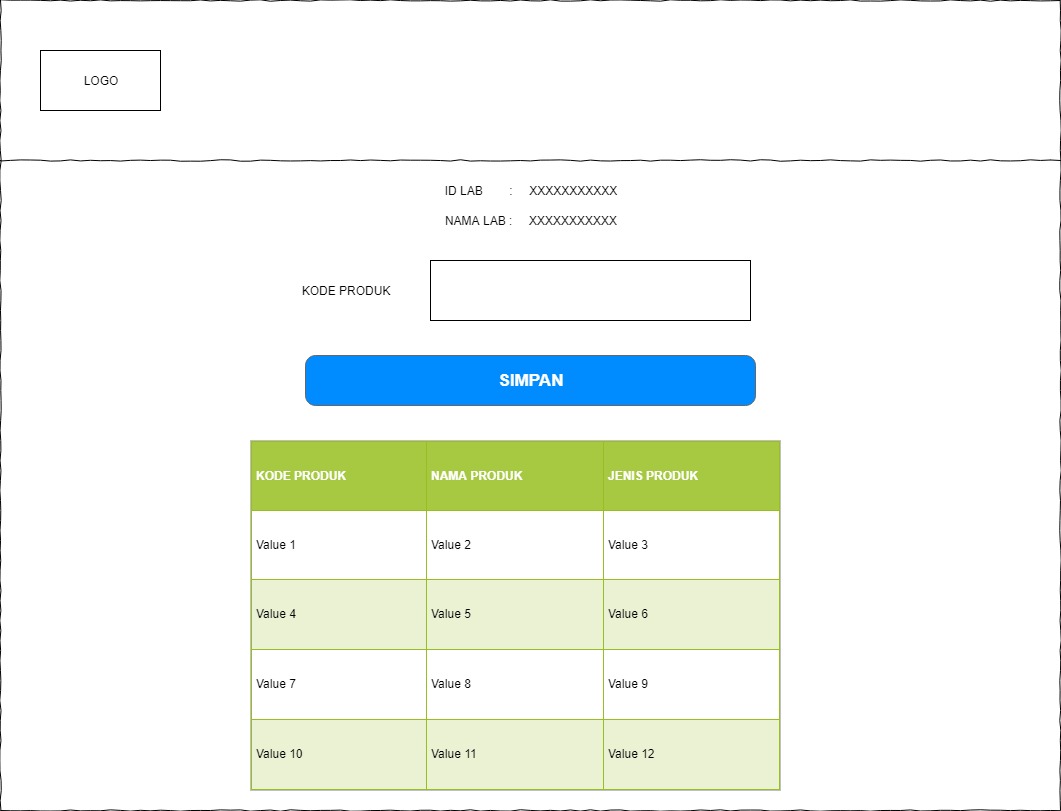 LOGO
ID LAB : XXXXXXXXXXX
NAMA LAB : XXXXXXXXXXX
KODE PRODUK
SIMPAN
KODE PRODUK NAMA PRODUK JENIS PRODUK
Value 1 Value 2 Value 3
Value 4 Value 5 Value 6
Value 7 Value 8 Value 9
Value 10 Value 11 Value 12